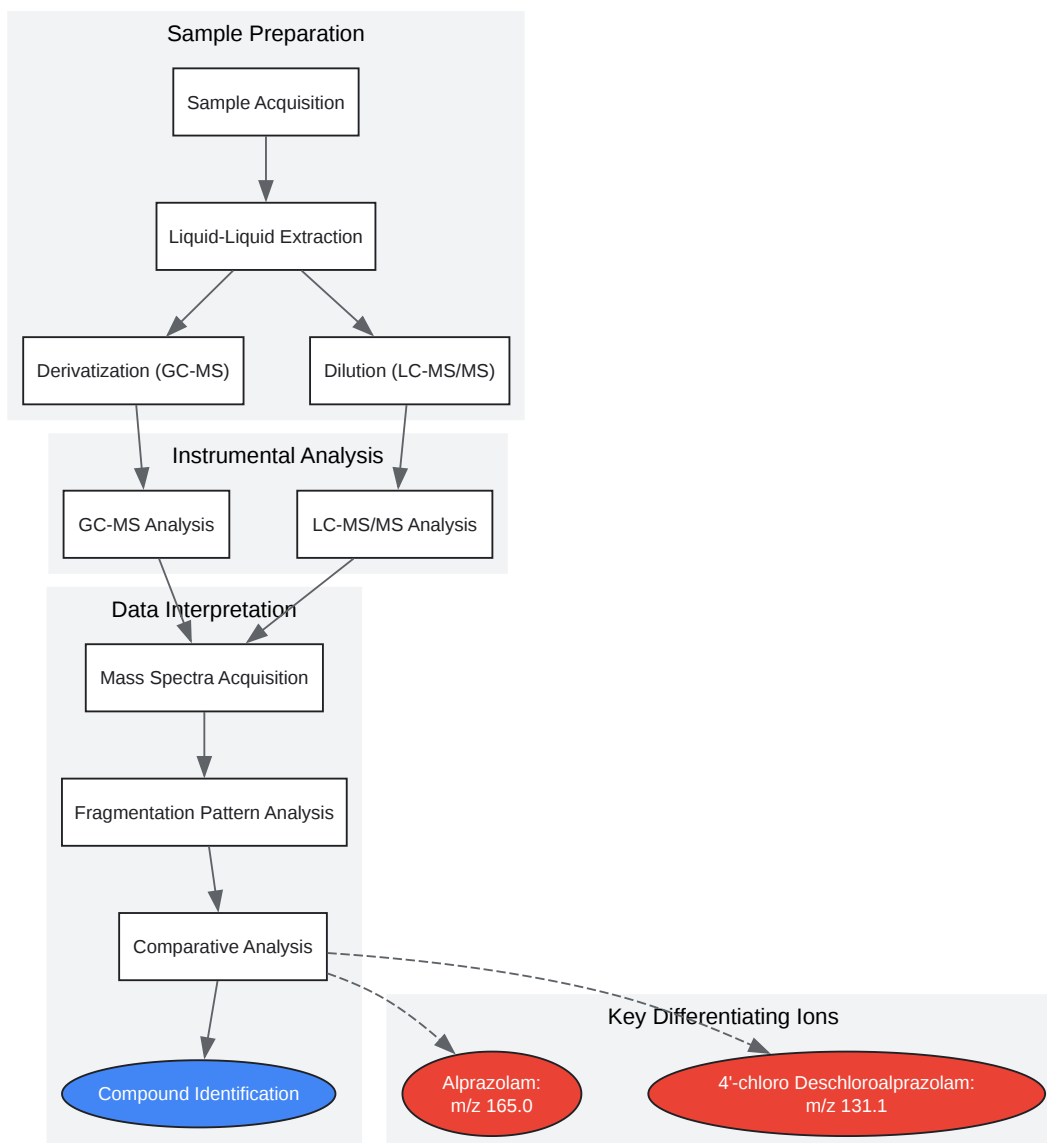 Sample Preparation
Sample Acquisition
Liquid-Liquid Extraction
Derivatization (GC-MS)
Dilution (LC-MS/MS)
Instrumental Analysis
GC-MS Analysis
LC-MS/MS Analysis
Data Interpretation
Mass Spectra Acquisition
Fragmentation Pattern Analysis
Comparative Analysis
Compound Identification
Key Differentiating Ions
Alprazolam:
m/z 165.0
4'-chloro Deschloroalprazolam:
m/z 131.1